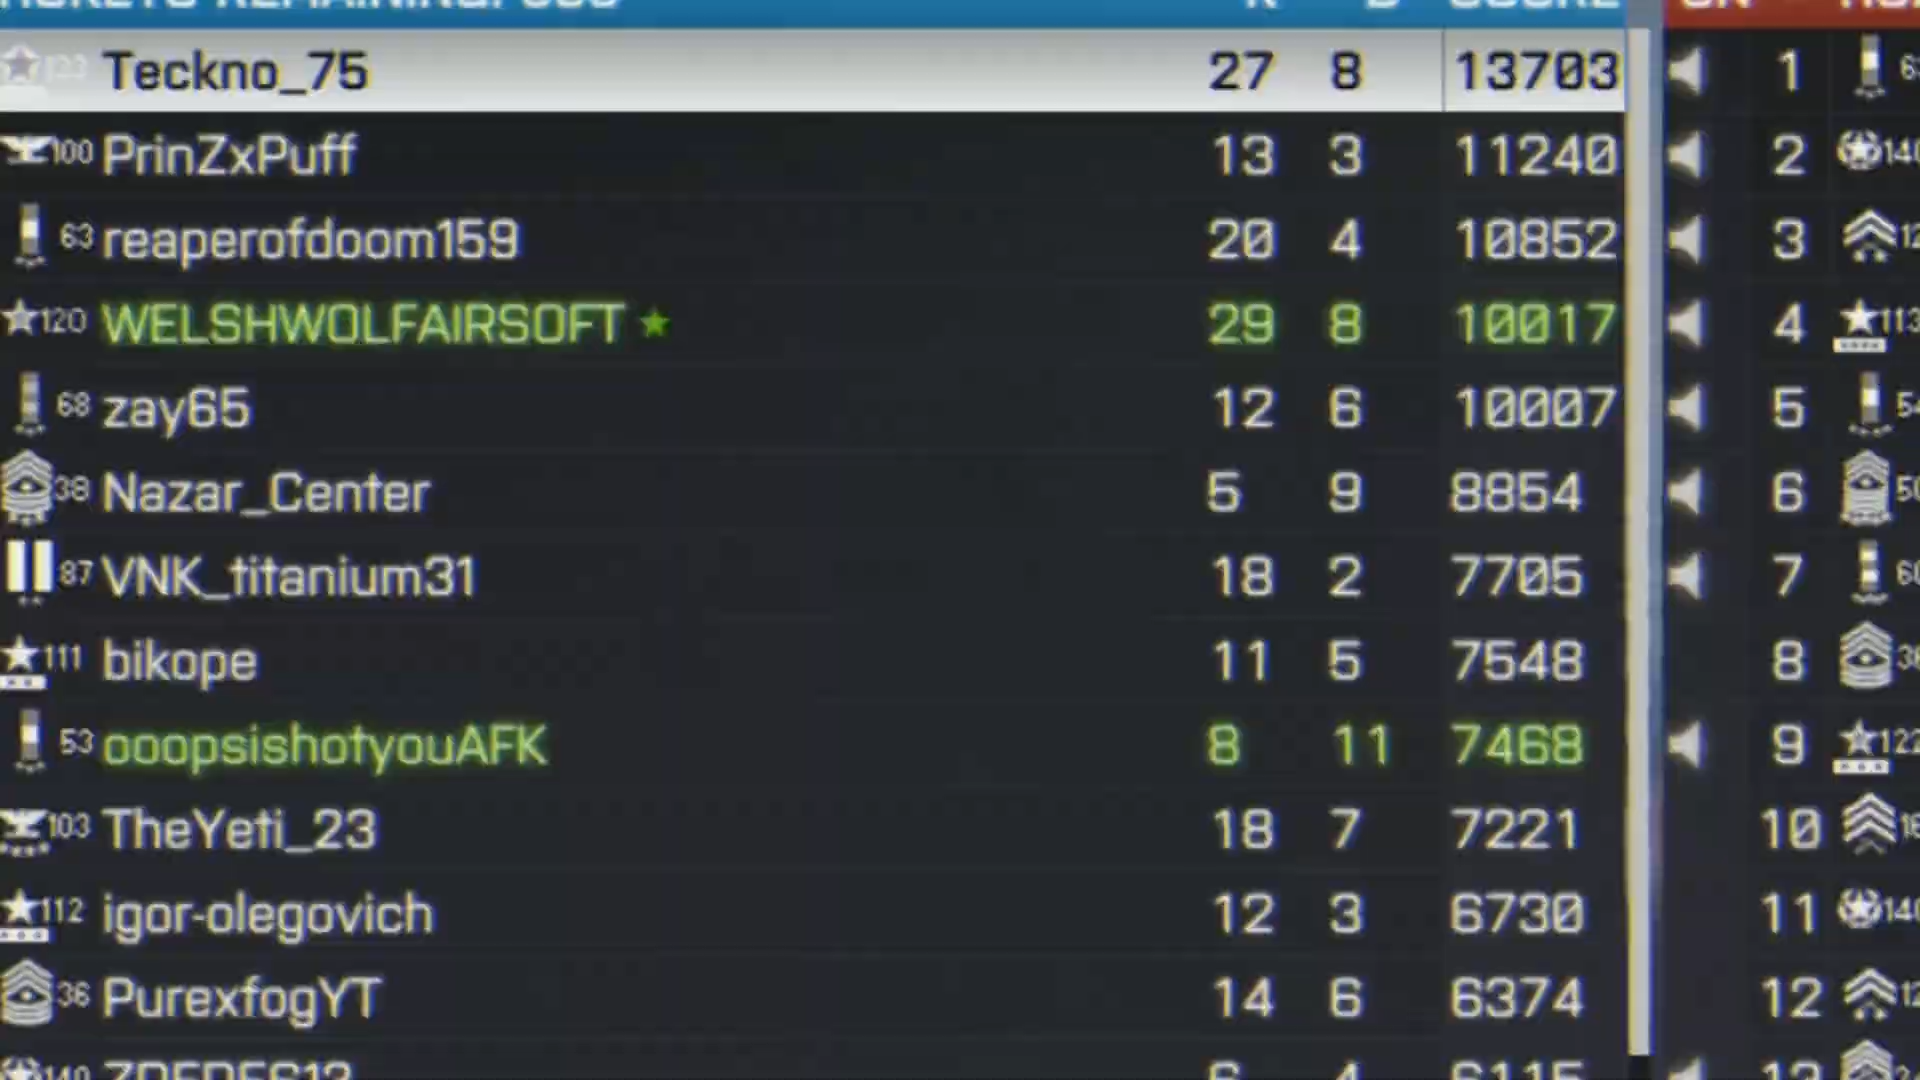 Teckno_75 27 8 13703 1
100 PrinZxPuff 13 3 11240 2
63 reaperofdoom159 20 4 10852 3
120 WELSHWOLFAIRSOFT 29 8 10017 4 113
68 zay65 12 6 10007 5
38 Nazar_Center 5 9 8854 6
87 VNK_titanium31 18 2 7705 7
111 bikope 11 5 7548 8
53 ooopsishotyouAFK 8 11 7468 9 122
103 TheYeti_23 18 7 7221 10
112 igor-olegovich 12 3 6730 11
36 PurexfogYT 14 6 6374 12